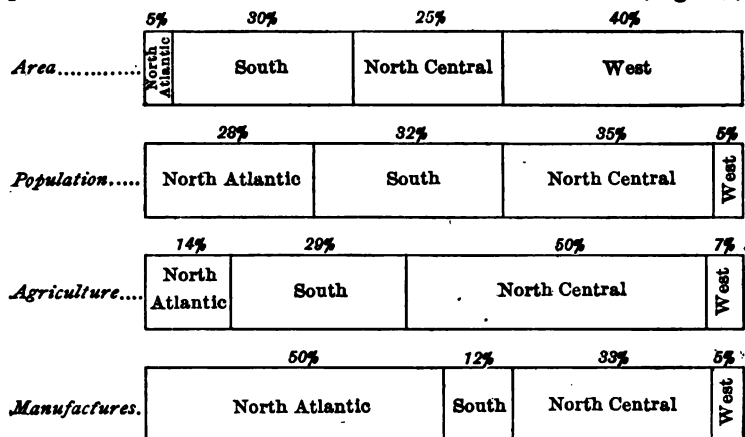 5% 30% 25% 40%
Area............. North Atlantic South North Central West
28% 32% 35% 5%
Population..... North Atlantic South North Central West
14% 29% 50% 7%
Agriculture.... North Atlantic South North Central West
50% 12% 33% 5%
Manufactures. North Atlantic South North Central West